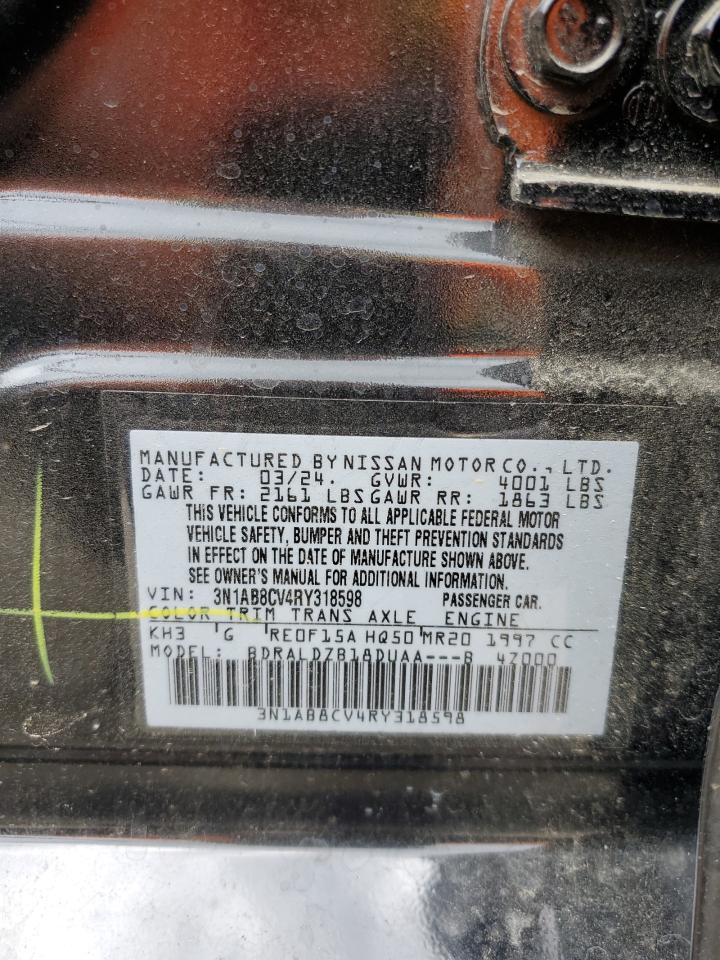 MANUFACTURED BY NISSAN MOTOR CO., LTD.
DATE: 03/24. GVWR: 4001 LBS
GAWR FR: 2161 LBS GAWR RR: 1863 LBS
THIS VEHICLE CONFORMS TO ALL APPLICABLE FEDERAL MOTOR
VEHICLE SAFETY, BUMPER AND THEFT PREVENTION STANDARDS
IN EFFECT ON THE DATE OF MANUFACTURE SHOWN ABOVE.
SEE OWNER'S MANUAL FOR ADDITIONAL INFORMATION.
VIN: 3N1AB8CV4RY318598 PASSENGER CAR.
COLOR TRIM TRANS AXLE ENGINE
KH3 G RE0F15A HQ50 MR20 1997 CC
MODEL: BDRALDZB18DUAA---B 4Z000
3N1AB8CV4RY318598